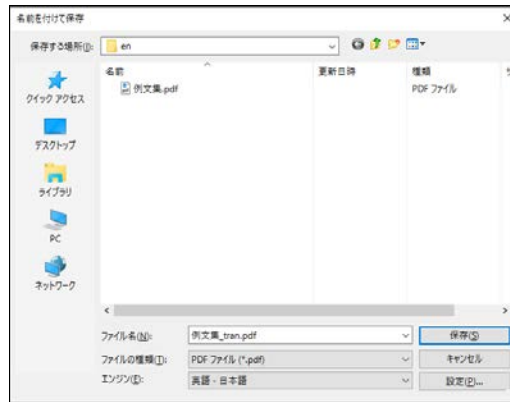 名前を付けて保存
保存する場所(I):
en
クイック アクセス
デスクトップ
ライブラリ
PC
ネットワーク
名前
更新日時
種類
例文集.pdf
PDF ファイル
ファイル名(N):
例文集_tran.pdf
保存(S)
ファイルの種類(T):
PDF ファイル (*.pdf)
キャンセル
エンジン(E):
英語 - 日本語
設定(P)...